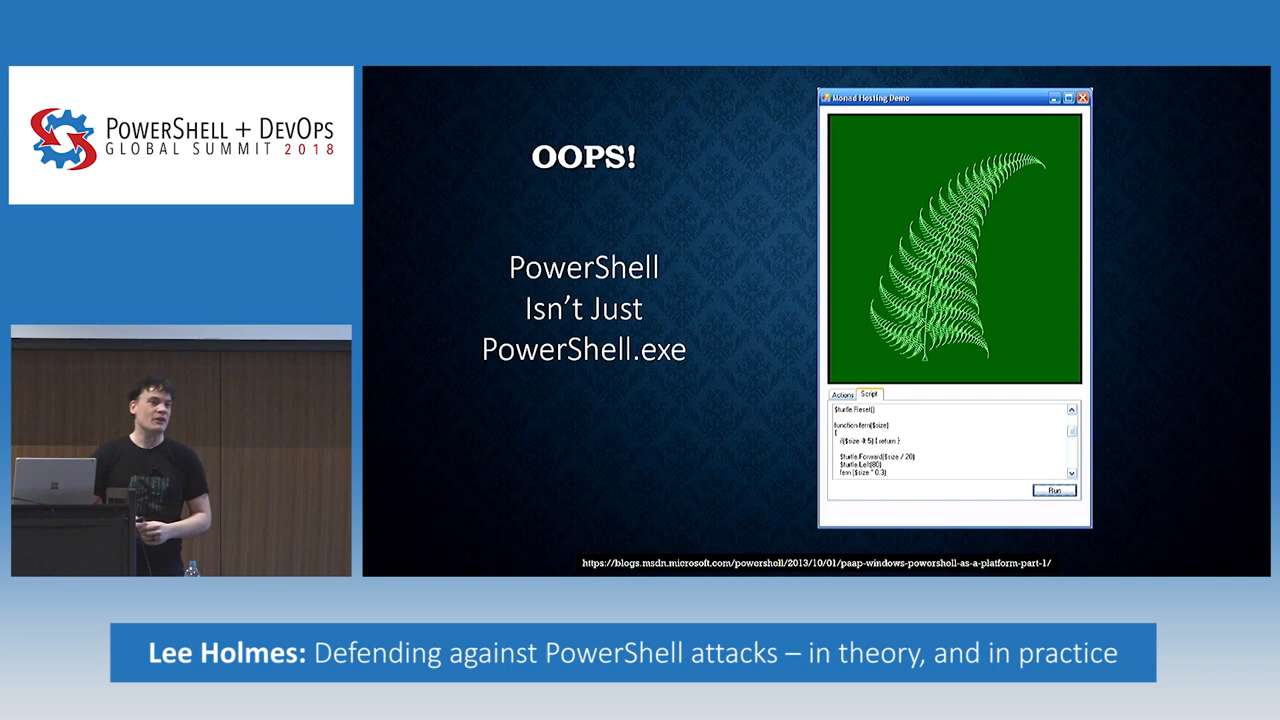 POWERSHELL + DEVOPS
GLOBAL SUMMIT 2018
OOPS!
PowerShell
Isn't Just
PowerShell.exe
Monad Hosting Demo
Actions Script
$turtle.Reset()
function fern($size)
{
if($size -lt 5) { return }
$turtle.Forward($size / 20)
$turtle.Left(80)
fern ($size * 0.3)
Run
https://blogs.msdn.microsoft.com/powershell/2013/10/01/paap-windows-powershell-as-a-platform-part-1/
Lee Holmes: Defending against PowerShell attacks – in theory, and in practice